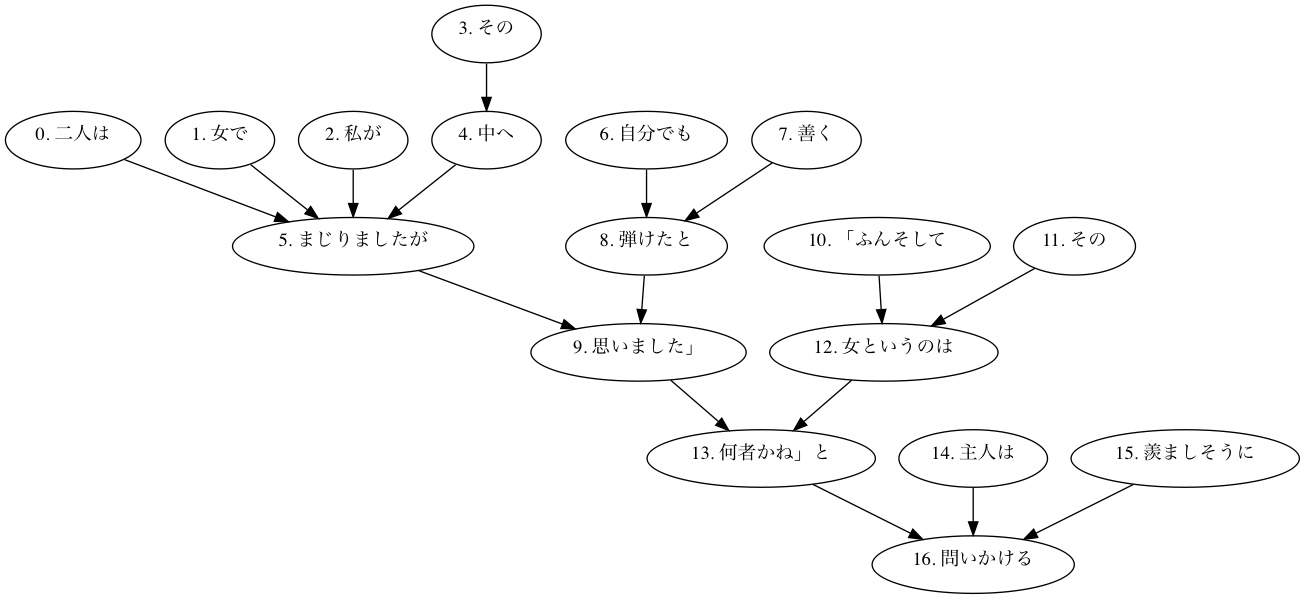 3. その
0. 二人は
1. 女で
2. 私が
4. 中へ
6. 自分でも
7. 善く
5. まじりましたが
8. 弾けたと
10. 「ふんそして
11. その
9. 思いました」
12. 女というのは
13. 何者かね」と
14. 主人は
15. 羨ましそうに
16. 問いかける